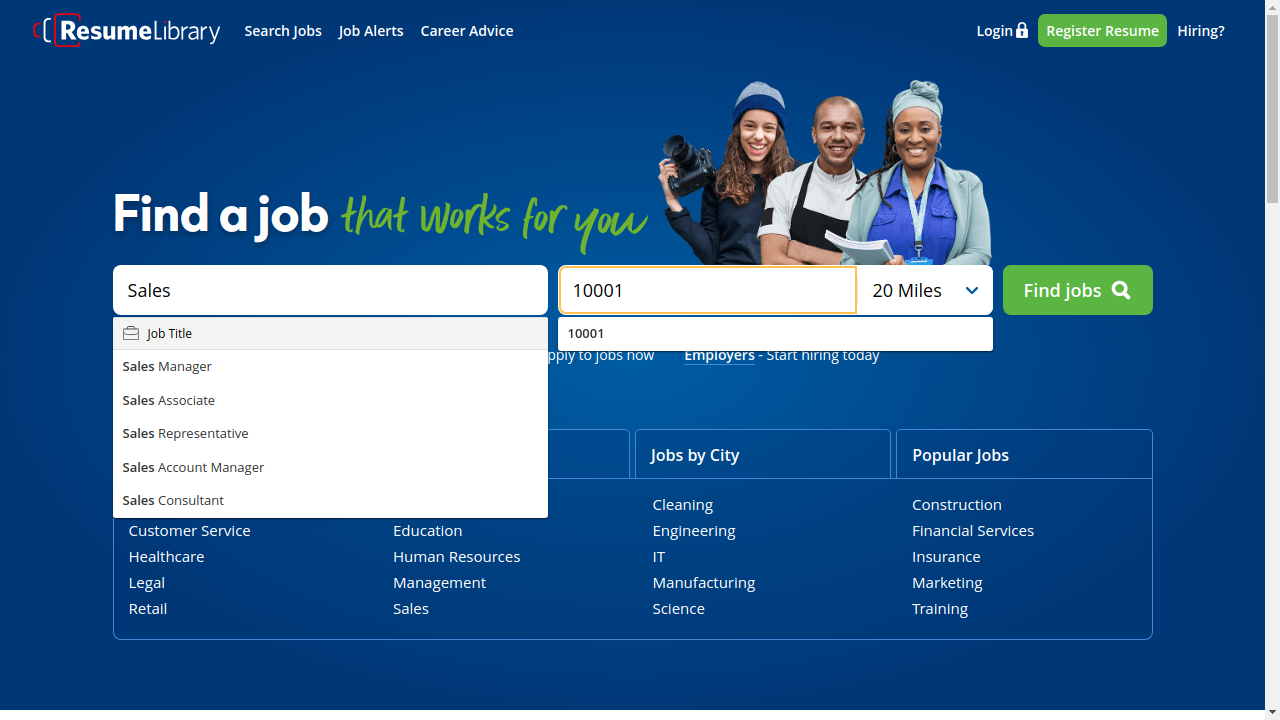 ResumeLibrary Search Jobs Job Alerts Career Advice Login Register Resume Hiring?
Find a job that works for you
Sales 10001 20 Miles Find jobs
Job Title 10001
pply to jobs now Employers - Start hiring today
Sales Manager
Sales Associate
Sales Representative
Sales Account Manager
Sales Consultant
Jobs by City Popular Jobs
Cleaning Construction
Customer Service Education Engineering Financial Services
Healthcare Human Resources IT Insurance
Legal Management Manufacturing Marketing
Retail Sales Science Training